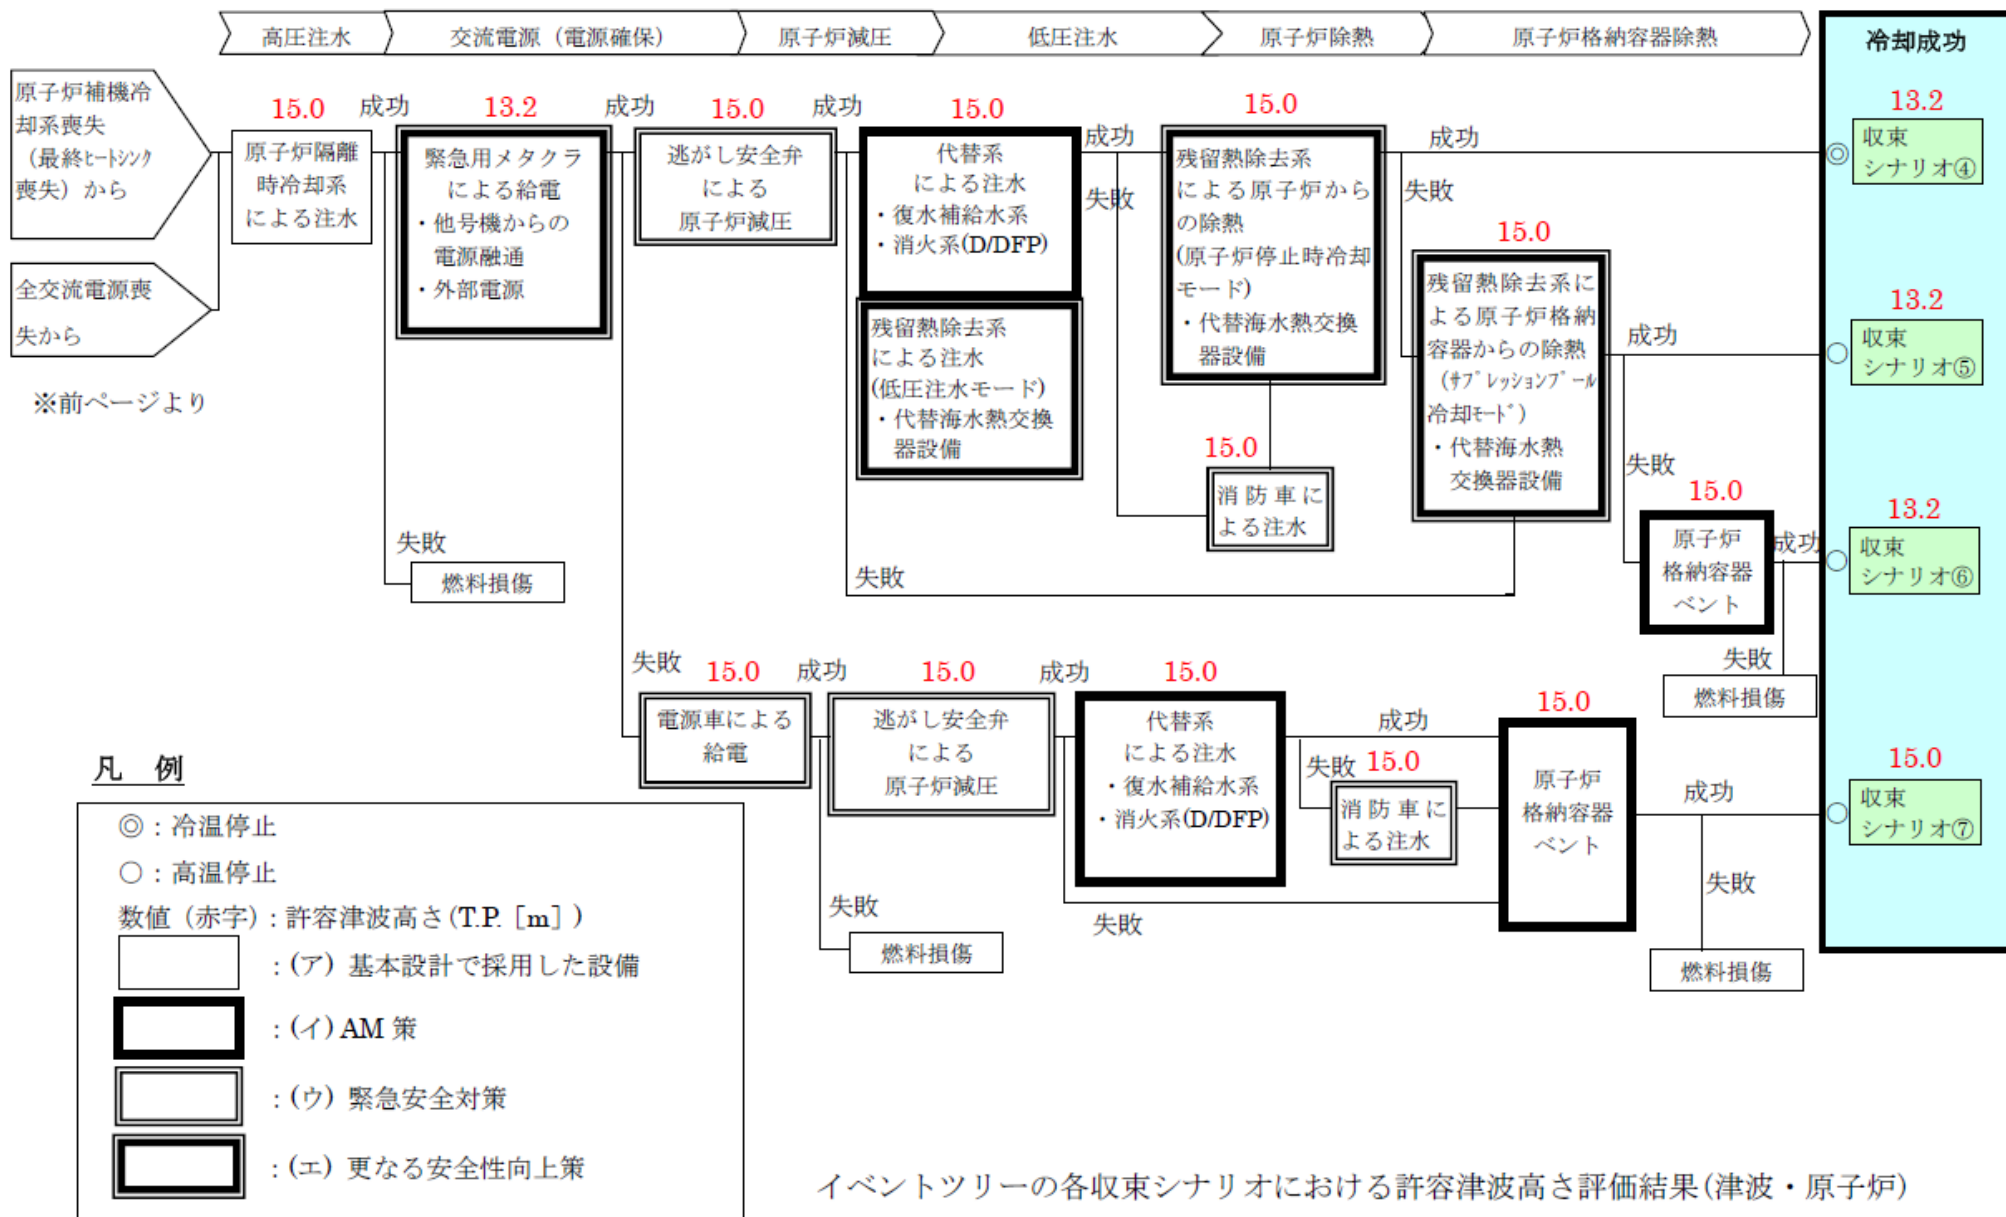 高圧注水
交流電源（電源確保）
原子炉減圧
低圧注水
原子炉除熱
原子炉格納容器除熱
冷却成功
原子炉補機冷
却系喪失
（最終ﾋｰﾄｼﾝｸ
喪失）から
全交流電源喪
失から
※前ページより
15.0
成功
原子炉隔離
時冷却系
による注水
13.2
成功
緊急用メタクラ
による給電
・他号機からの
電源融通
・外部電源
失敗
燃料損傷
15.0
成功
逃がし安全弁
による
原子炉減圧
15.0
成功
代替系
による注水
・復水補給水系
・消火系(D/DFP)
失敗
残留熱除去系
による注水
(低圧注水モード)
・代替海水熱交換
器設備
15.0
成功
残留熱除去系
による原子炉から
の除熱
(原子炉停止時冷却
モード)
・代替海水熱交換
器設備
失敗
15.0
消防車に
よる注水
失敗
15.0
残留熱除去系に
よる原子炉格納
容器からの除熱
（ｻﾌﾟﾚｯｼｮﾝﾌﾟｰﾙ
冷却ﾓｰﾄﾞ）
・代替海水熱
交換器設備
成功
失敗
15.0
原子炉
格納容器
ベント
成功
失敗
燃料損傷
13.2
◎
収束
シナリオ④
13.2
○
収束
シナリオ⑤
13.2
○
収束
シナリオ⑥
失敗
15.0
成功
電源車による
給電
失敗
燃料損傷
15.0
成功
逃がし安全弁
による
原子炉減圧
失敗
15.0
代替系
による注水
・復水補給水系
・消火系(D/DFP)
成功
失敗
15.0
消防車に
よる注水
15.0
原子炉
格納容器
ベント
成功
失敗
燃料損傷
15.0
○
収束
シナリオ⑦
凡 例
◎：冷温停止
○：高温停止
数値（赤字）：許容津波高さ(T.P.［m］)
：(ア) 基本設計で採用した設備
：(イ) AM 策
：(ウ) 緊急安全対策
：(エ) 更なる安全性向上策
イベントツリーの各収束シナリオにおける許容津波高さ評価結果(津波・原子炉)